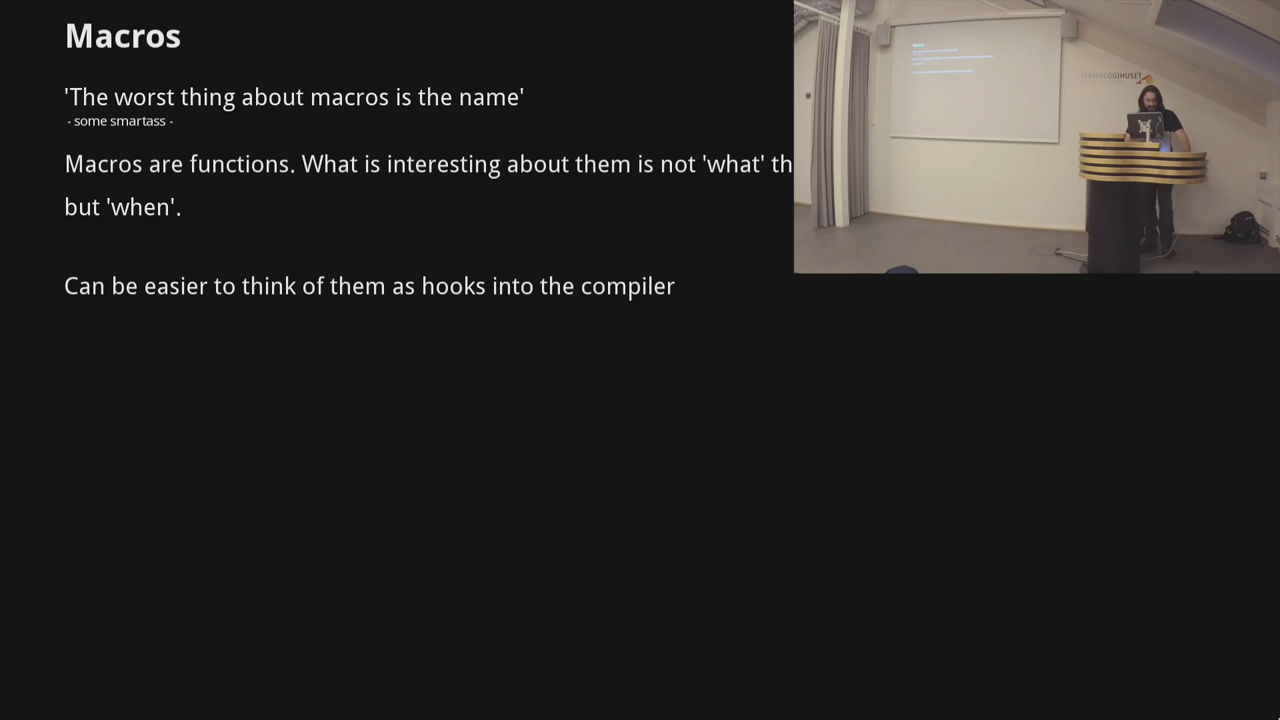 Macros
'The worst thing about macros is the name'
- some smartass -
Macros are functions. What is interesting about them is not 'what' th
but 'when'.
Can be easier to think of them as hooks into the compiler
TEKNOLOGIHUSET